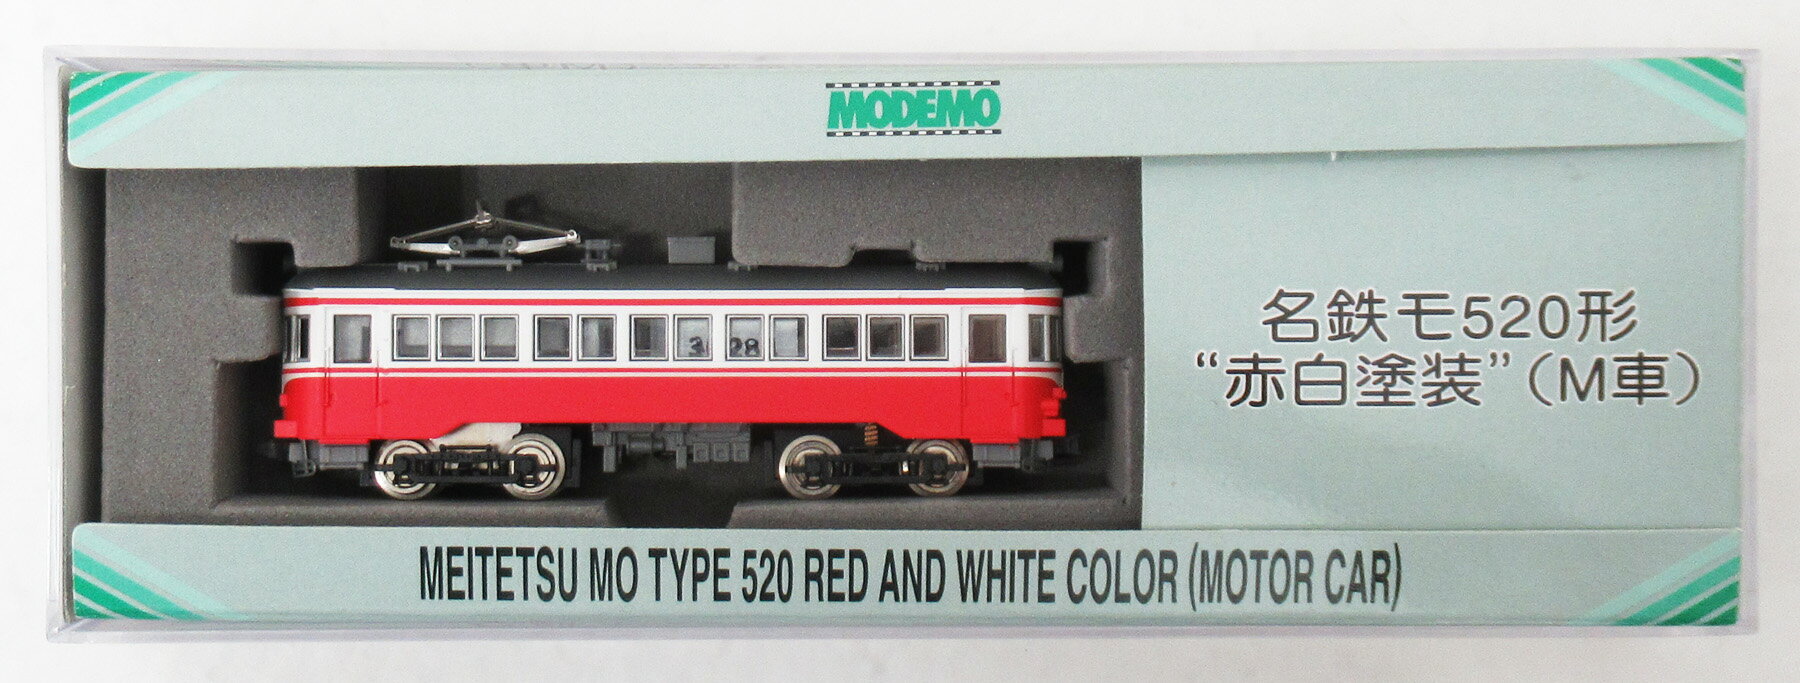 MODEMO
名鉄モ520形
“赤白塗装”（M車）
MEITETSU MO TYPE 520 RED AND WHITE COLOR (MOTOR CAR)